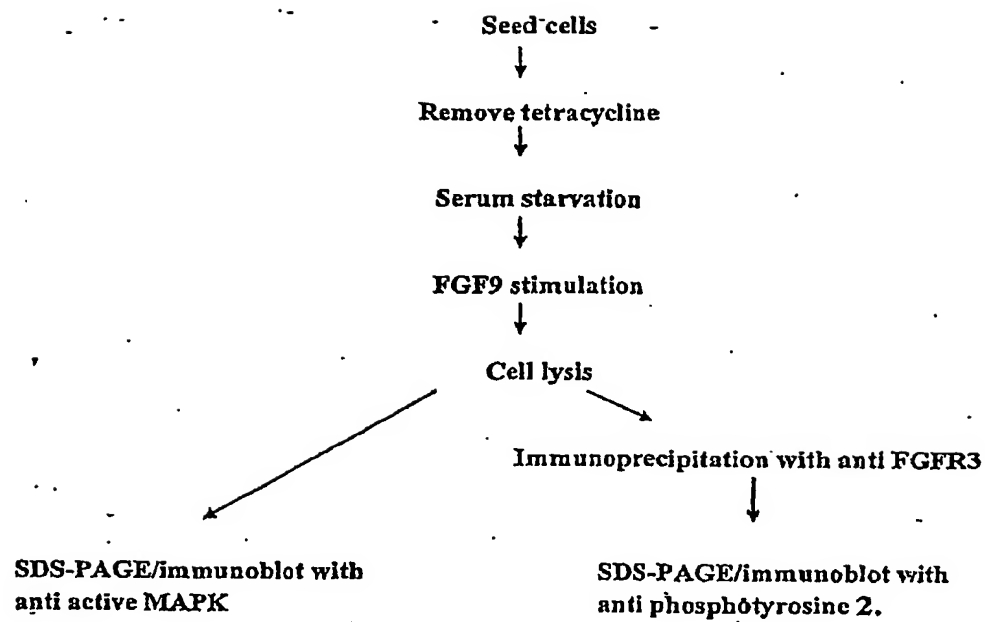 Seed cells
Remove tetracycline
Serum starvation
FGF9 stimulation
Cell lysis
Immunoprecipitation with anti FGFR3
SDS-PAGE/immunoblot with
anti active MAPK
SDS-PAGE/immunoblot with
anti phosphotyrosine 2.